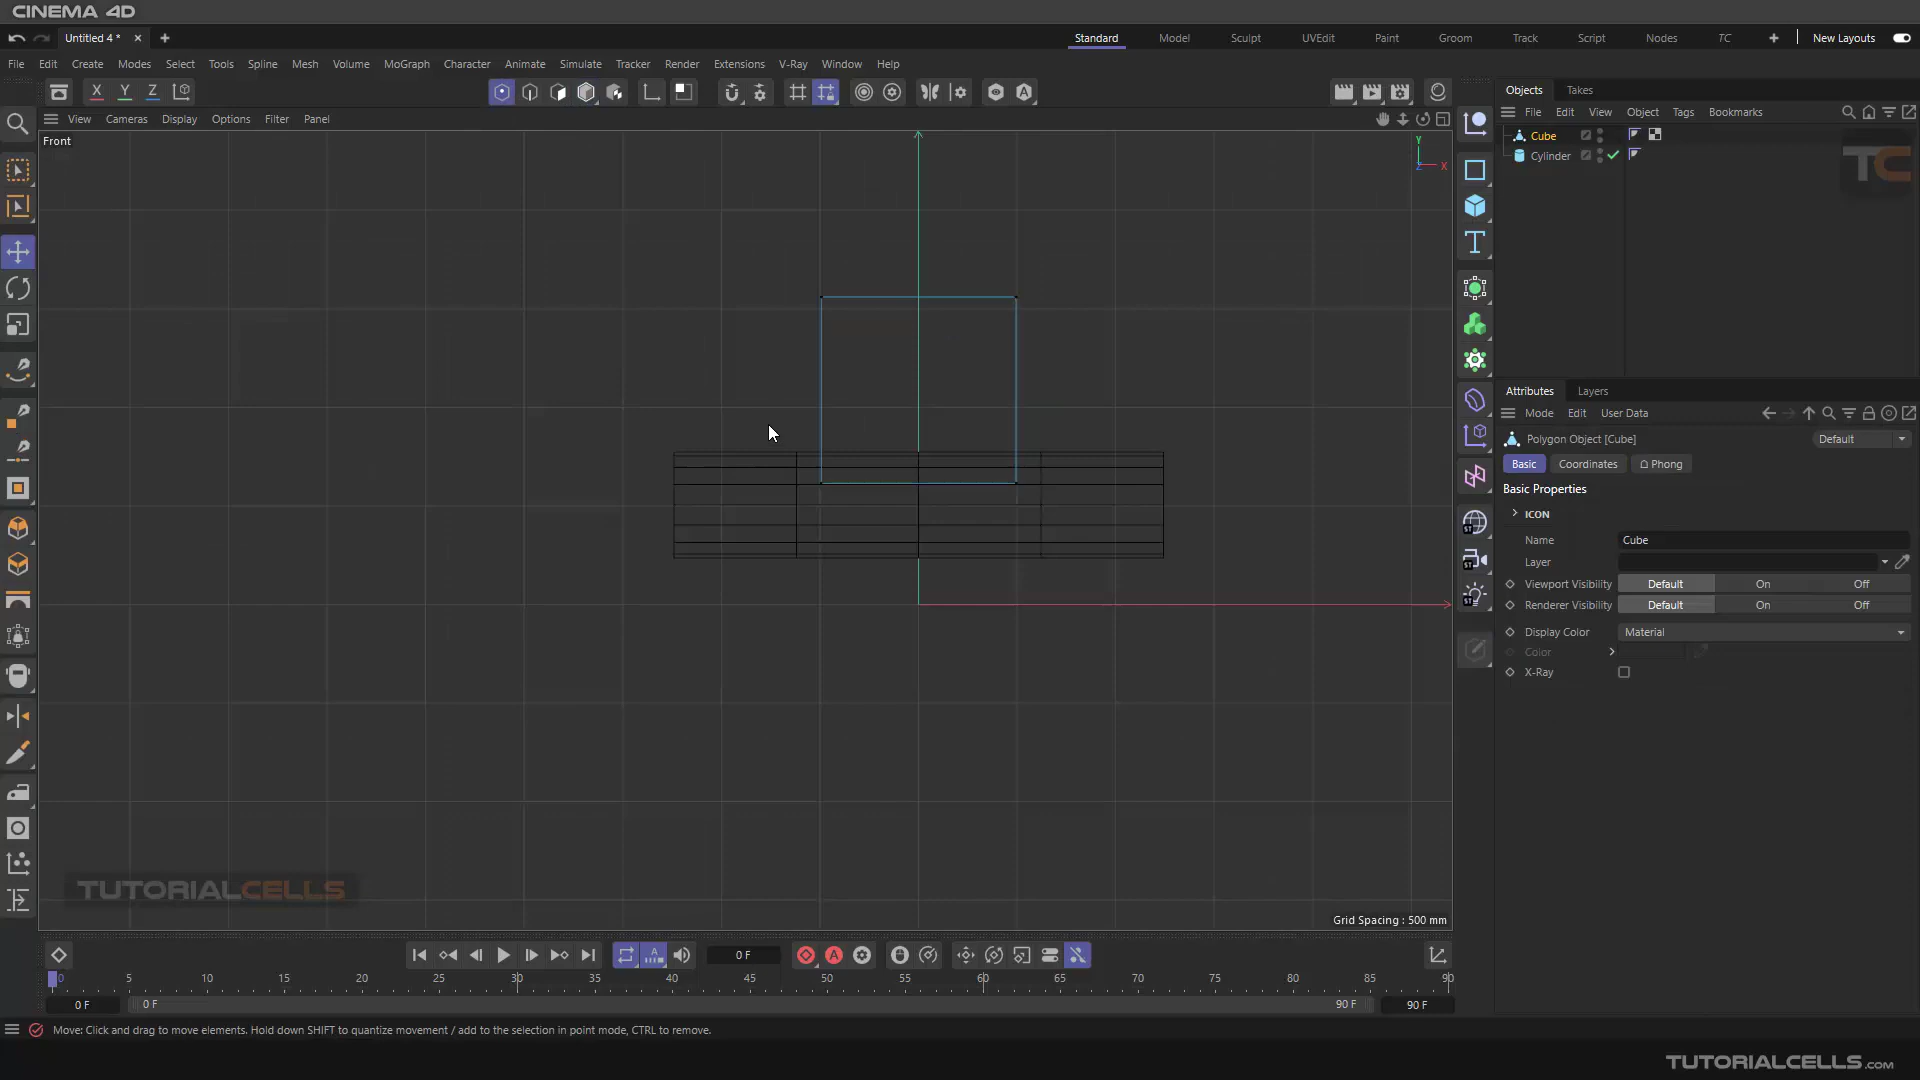 CINEMA 4D
Untitled 4 *
Standard Model Sculpt UVEdit Paint Groom Track Script Nodes TC New Layouts
File Edit Create Modes Select Tools Spline Mesh Volume MoGraph Character Animate Simulate Tracker Render Extensions V-Ray Window Help
X Y Z
Objects Takes
File Edit View Object Tags Bookmarks
View Cameras Display Options Filter Panel
Front
Y
X
Z
Cube
Cylinder
TC
Attributes Layers
Mode Edit User Data
Polygon Object [Cube] Default
Basic Coordinates Phong
Basic Properties
ICON
Name Cube
Layer
Viewport Visibility Default On Off
Renderer Visibility Default On Off
Display Color Material
Color
X-Ray
ST
ST
ST
TUTORIALCELLS
Grid Spacing : 500 mm
0 F
0 5 10 15 20 25 30 35 40 45 50 55 60 65 70 75 80 85 90
0 F 0 F 90 F 90 F
Move: Click and drag to move elements. Hold down SHIFT to quantize movement / add to the selection in point mode, CTRL to remove.
TUTORIALCELLS.com